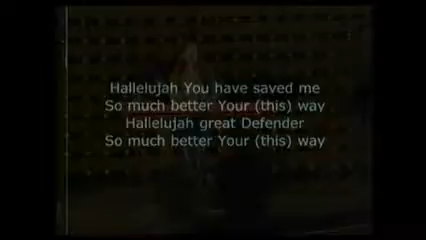 Hallelujah You have saved me
So much better Your (this) way
Hallelujah great Defender
So much better Your (this) way